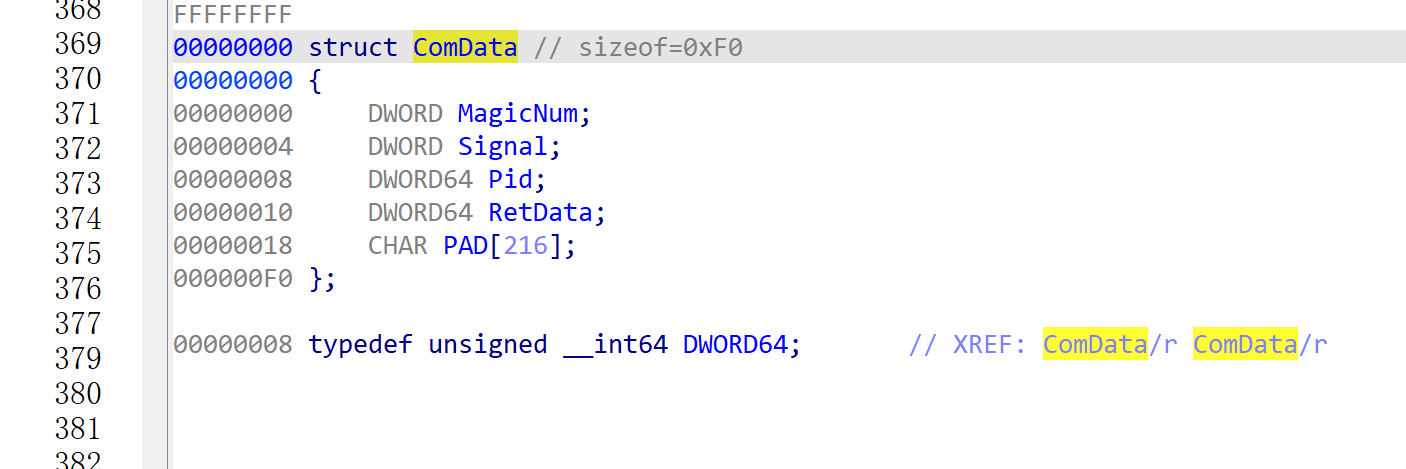 368 FFFFFFFF
369 00000000 struct ComData // sizeof=0xF0
370 00000000 {
371 00000000 DWORD MagicNum;
372 00000004 DWORD Signal;
373 00000008 DWORD64 Pid;
374 00000010 DWORD64 RetData;
375 00000018 CHAR PAD[216];
376 000000F0 };
377
379 00000008 typedef unsigned __int64 DWORD64; // XREF: ComData/r ComData/r
380
381
382